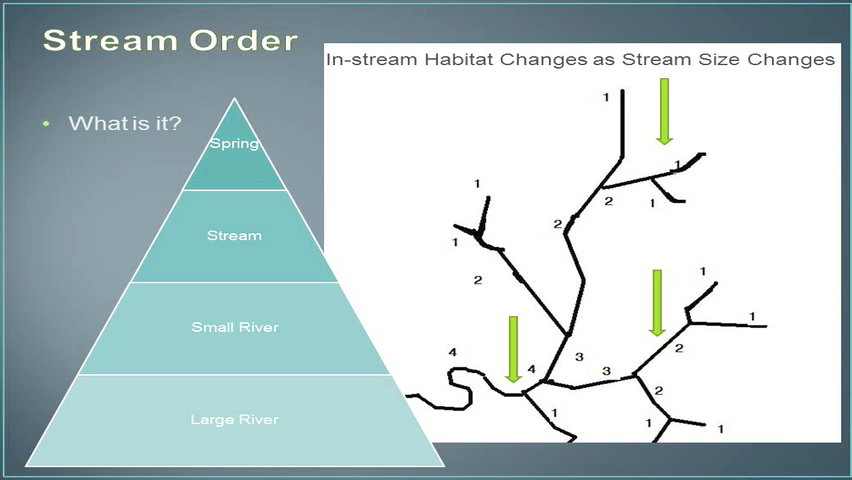 Stream Order
In-stream Habitat Changes as Stream Size Changes
• What is it?
Spring
Stream
Small River
Large River
1
1
2
1
1
1
2
2
1
1
2
3
4
4
3
2
1
1
1